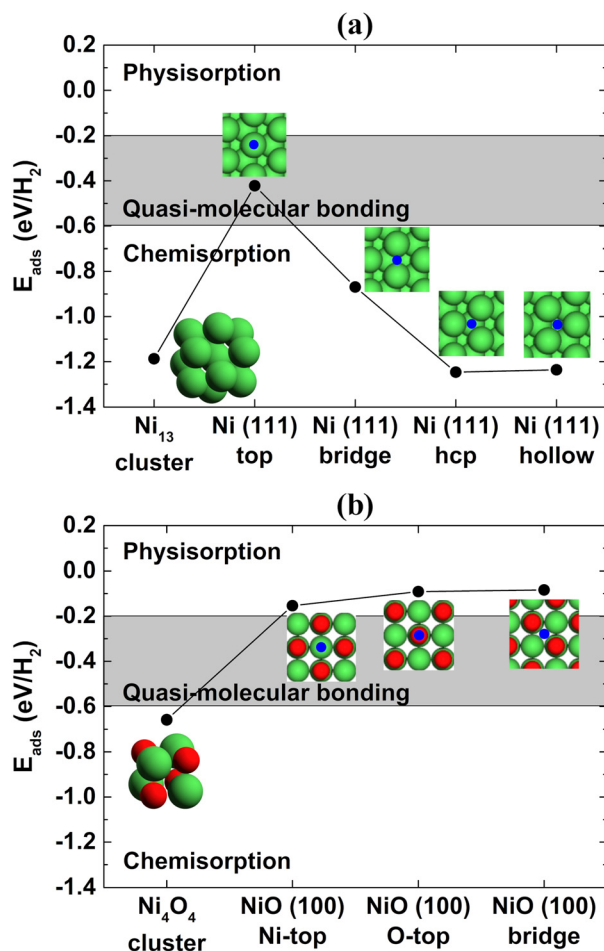 (a)
0.2
0.0
-0.2
-0.4
-0.6
-0.8
-1.0
-1.2
-1.4
E_ads (eV/H_2)
Physisorption
Quasi-molecular bonding
Chemisorption
Ni_13 cluster
Ni (111) top
Ni (111) bridge
Ni (111) hcp
Ni (111) hollow
(b)
0.2
0.0
-0.2
-0.4
-0.6
-0.8
-1.0
-1.2
-1.4
E_ads (eV/H_2)
Physisorption
Quasi-molecular bonding
Chemisorption
Ni_4O_4 cluster
NiO (100) Ni-top
NiO (100) O-top
NiO (100) bridge